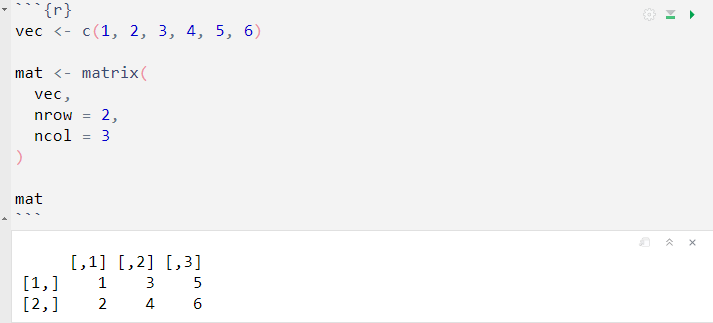 ```{r}
vec <- c(1, 2, 3, 4, 5, 6)
mat <- matrix(
  vec,
  nrow = 2,
  ncol = 3
)
mat
```
     [,1] [,2] [,3]
[1,]    1    3    5
[2,]    2    4    6